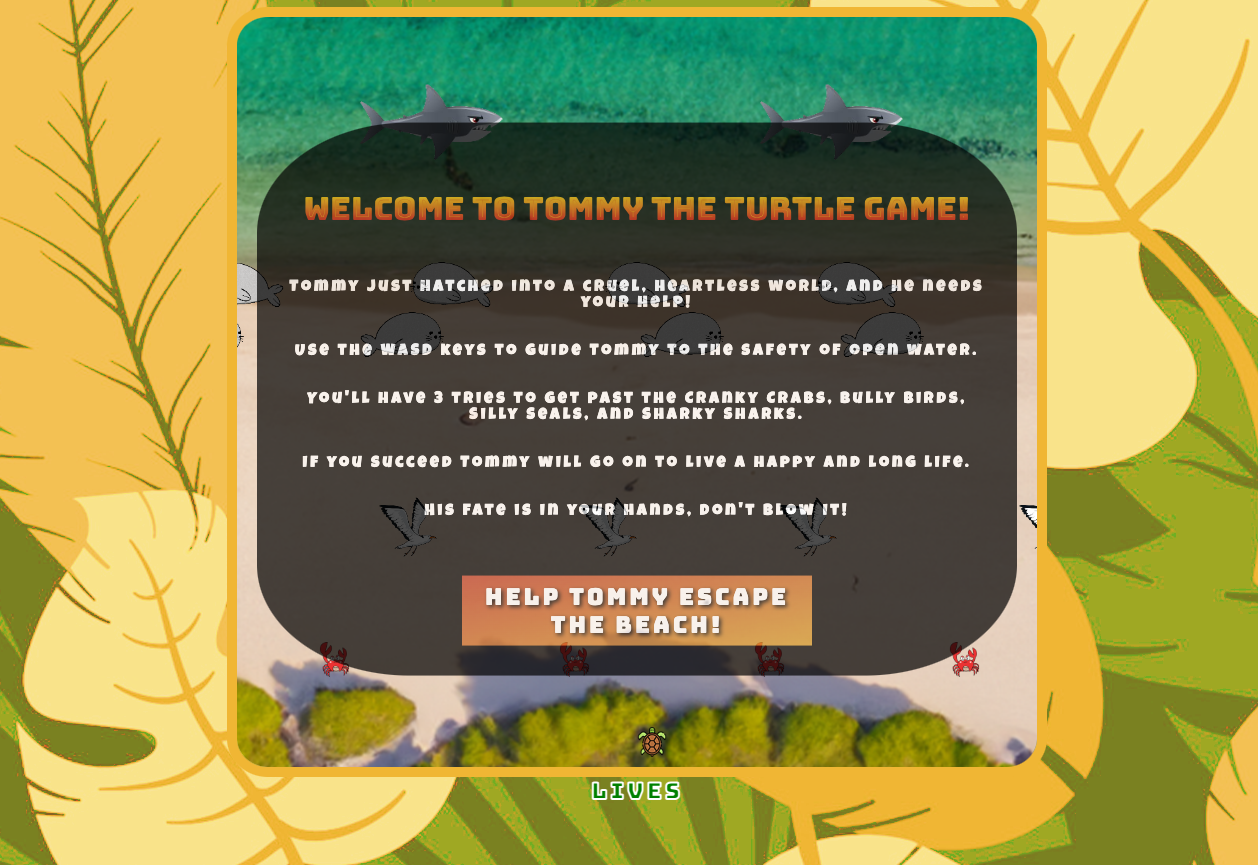 WELCOME TO TOMMY THE TURTLE GAME!
TOMMY JUST HATCHED INTO A CRUEL, HEARTLESS WORLD, AND HE NEEDS
YOUR HELP!
USE THE WASD KEYS TO GUIDE TOMMY TO THE SAFETY OF OPEN WATER.
YOU'LL HAVE 3 TRIES TO GET PAST THE CRANKY CRABS, BULLY BIRDS,
SILLY SEALS, AND SHARKY SHARKS.
IF YOU SUCCEED TOMMY WILL GO ON TO LIVE A HAPPY AND LONG LIFE.
HIS FATE IS IN YOUR HANDS, DON'T BLOW IT!
HELP TOMMY ESCAPE
THE BEACH!
LIVES